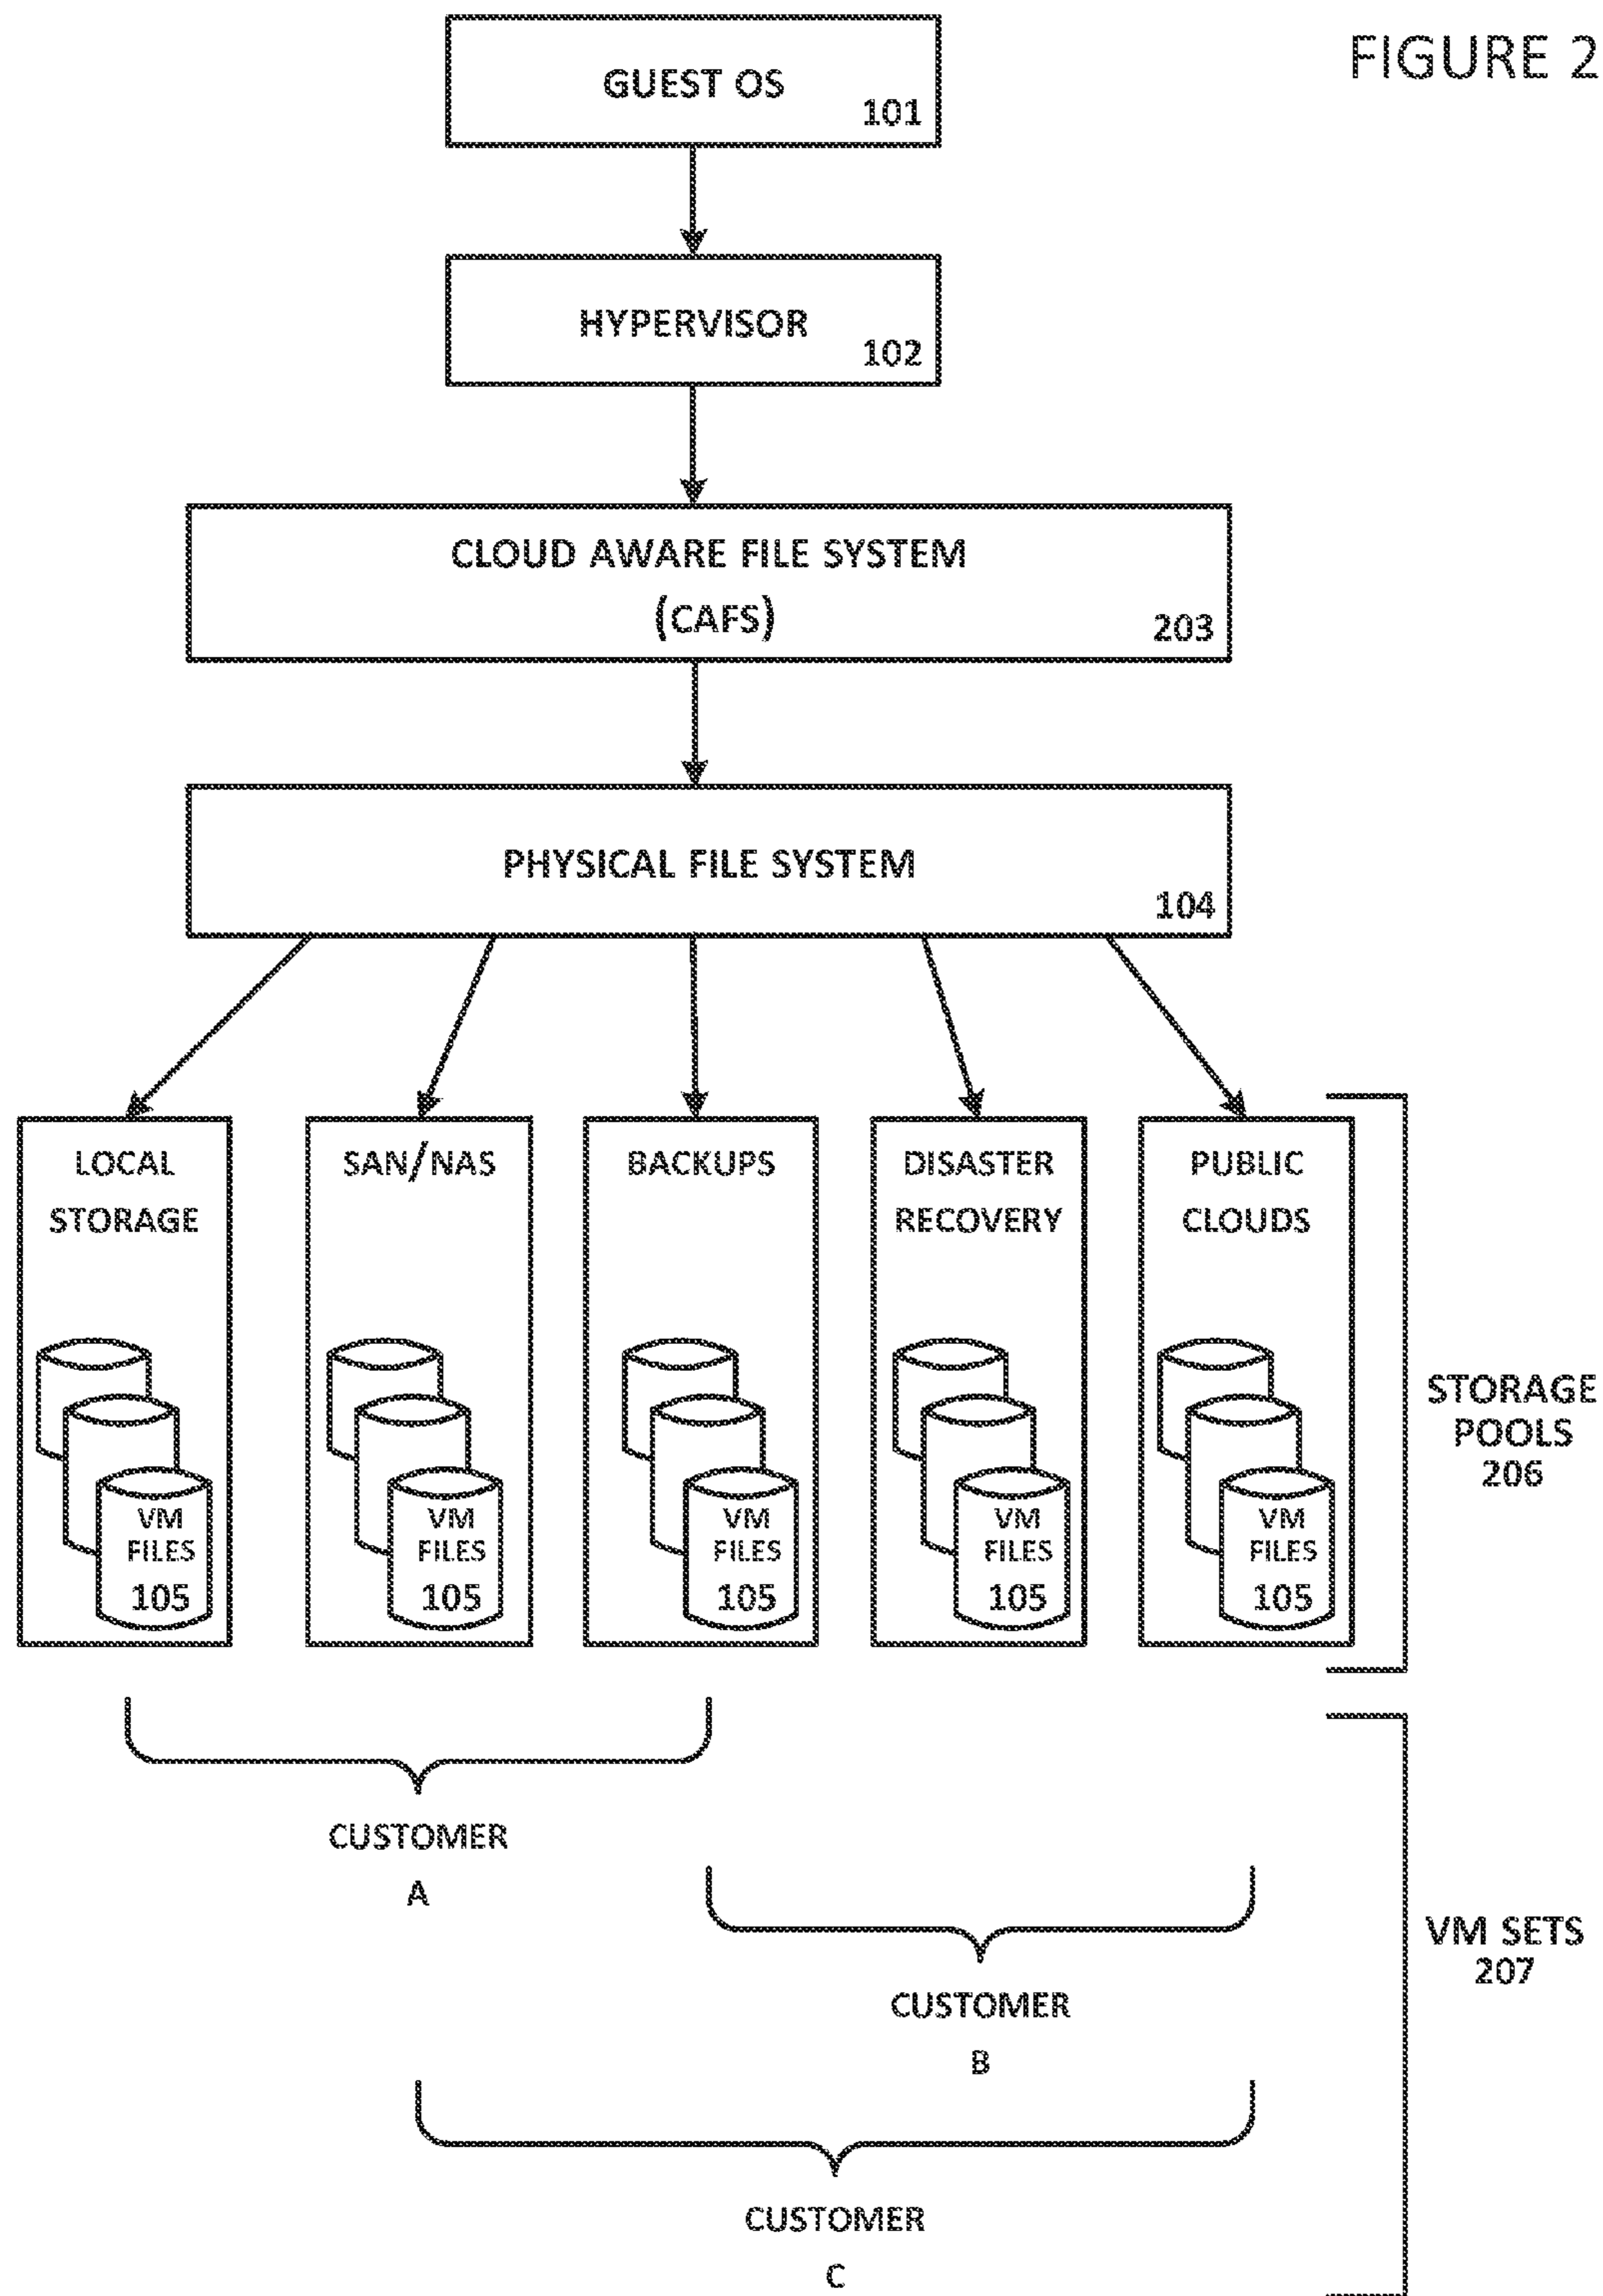 FIGURE 2
GUEST OS
101
HYPERVISOR
102
CLOUD AWARE FILE SYSTEM
(CAFS)
203
PHYSICAL FILE SYSTEM
104
LOCAL
STORAGE
SAN/NAS
BACKUPS
DISASTER
RECOVERY
PUBLIC
CLOUDS
VM
FILES
105
VM
FILES
105
VM
FILES
105
VM
FILES
105
VM
FILES
105
STORAGE
POOLS
206
CUSTOMER
A
CUSTOMER
B
CUSTOMER
C
VM SETS
207